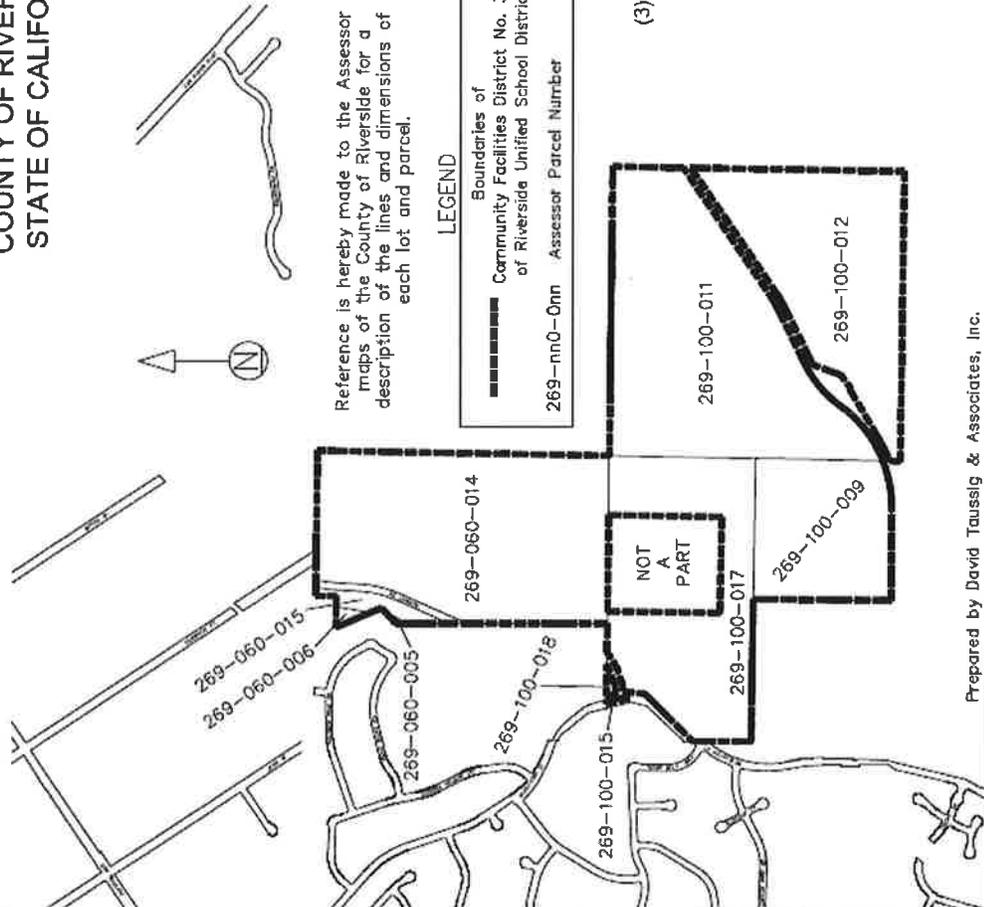 COUNTY OF RIVER
STATE OF CALIFO
Reference is hereby made to the Assessor
maps of the County of Riverside for a
description of the lines and dimensions of
each lot and parcel.
LEGEND
Boundaries of
Community Facilities District No.
of Riverside Unified School Distric
269-nn0-0nn Assessor Parcel Number
(3)
N
269-060-015
269-060-006
269-060-014
269-060-005
269-100-018
269-100-015
NOT
A
PART
269-100-017
269-100-009
269-100-011
269-100-012
Prepared by David Taussig & Associates, Inc.